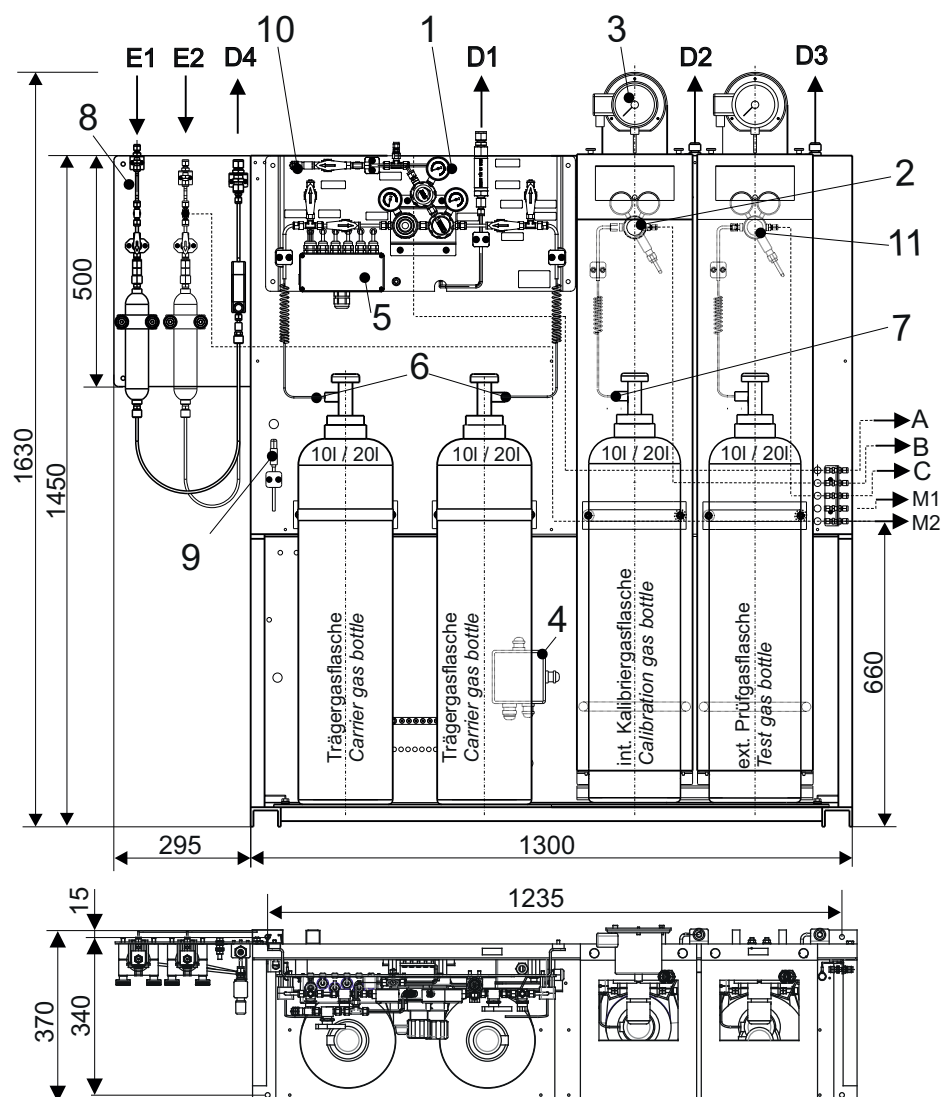 10
1
3
E1
E2
D4
D1
D2
D3
8
2
11
5
6
7
500
1630
1450
10l / 20l
10l / 20l
10l / 20l
10l / 20l
A
B
C
M1
M2
9
4
Trägergasflasche
Carrier gas bottle
Trägergasflasche
Carrier gas bottle
int. Kalibriergasflasche
Calibration gas bottle
ext. Prüfgasflasche
Test gas bottle
660
295
1300
15
1235
370
340